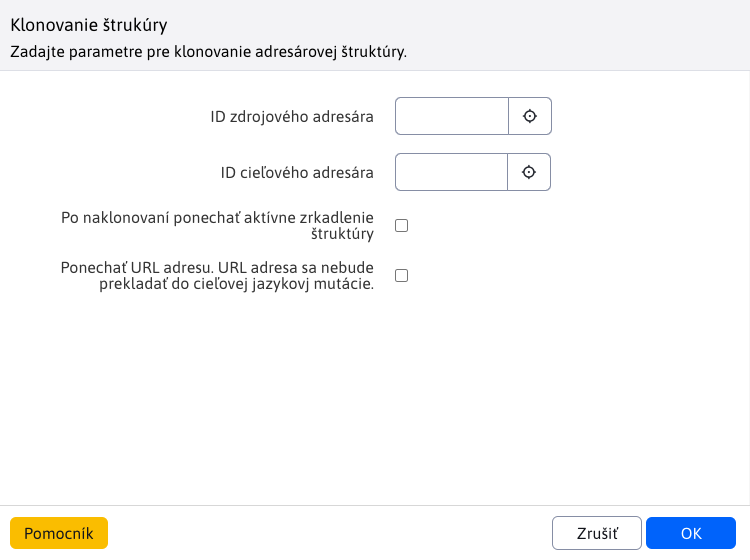 Klonovanie štrukúry
Zadajte parametre pre klonovanie adresárovej štruktúry.
ID zdrojového adresára
ID cieľového adresára
Po naklonovaní ponechať aktívne zrkadlenie
štruktúry
Ponechať URL adresu. URL adresa sa nebude
prekladať do cieľovej jazykovj mutácie.
Pomocník
Zrušiť
OK